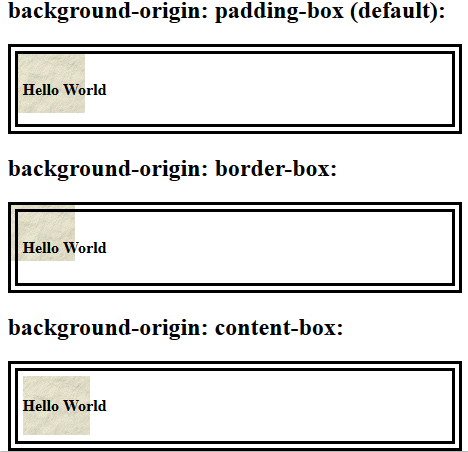 background-origin: padding-box (default):
Hello World
background-origin: border-box:
Hello World
background-origin: content-box:
Hello World